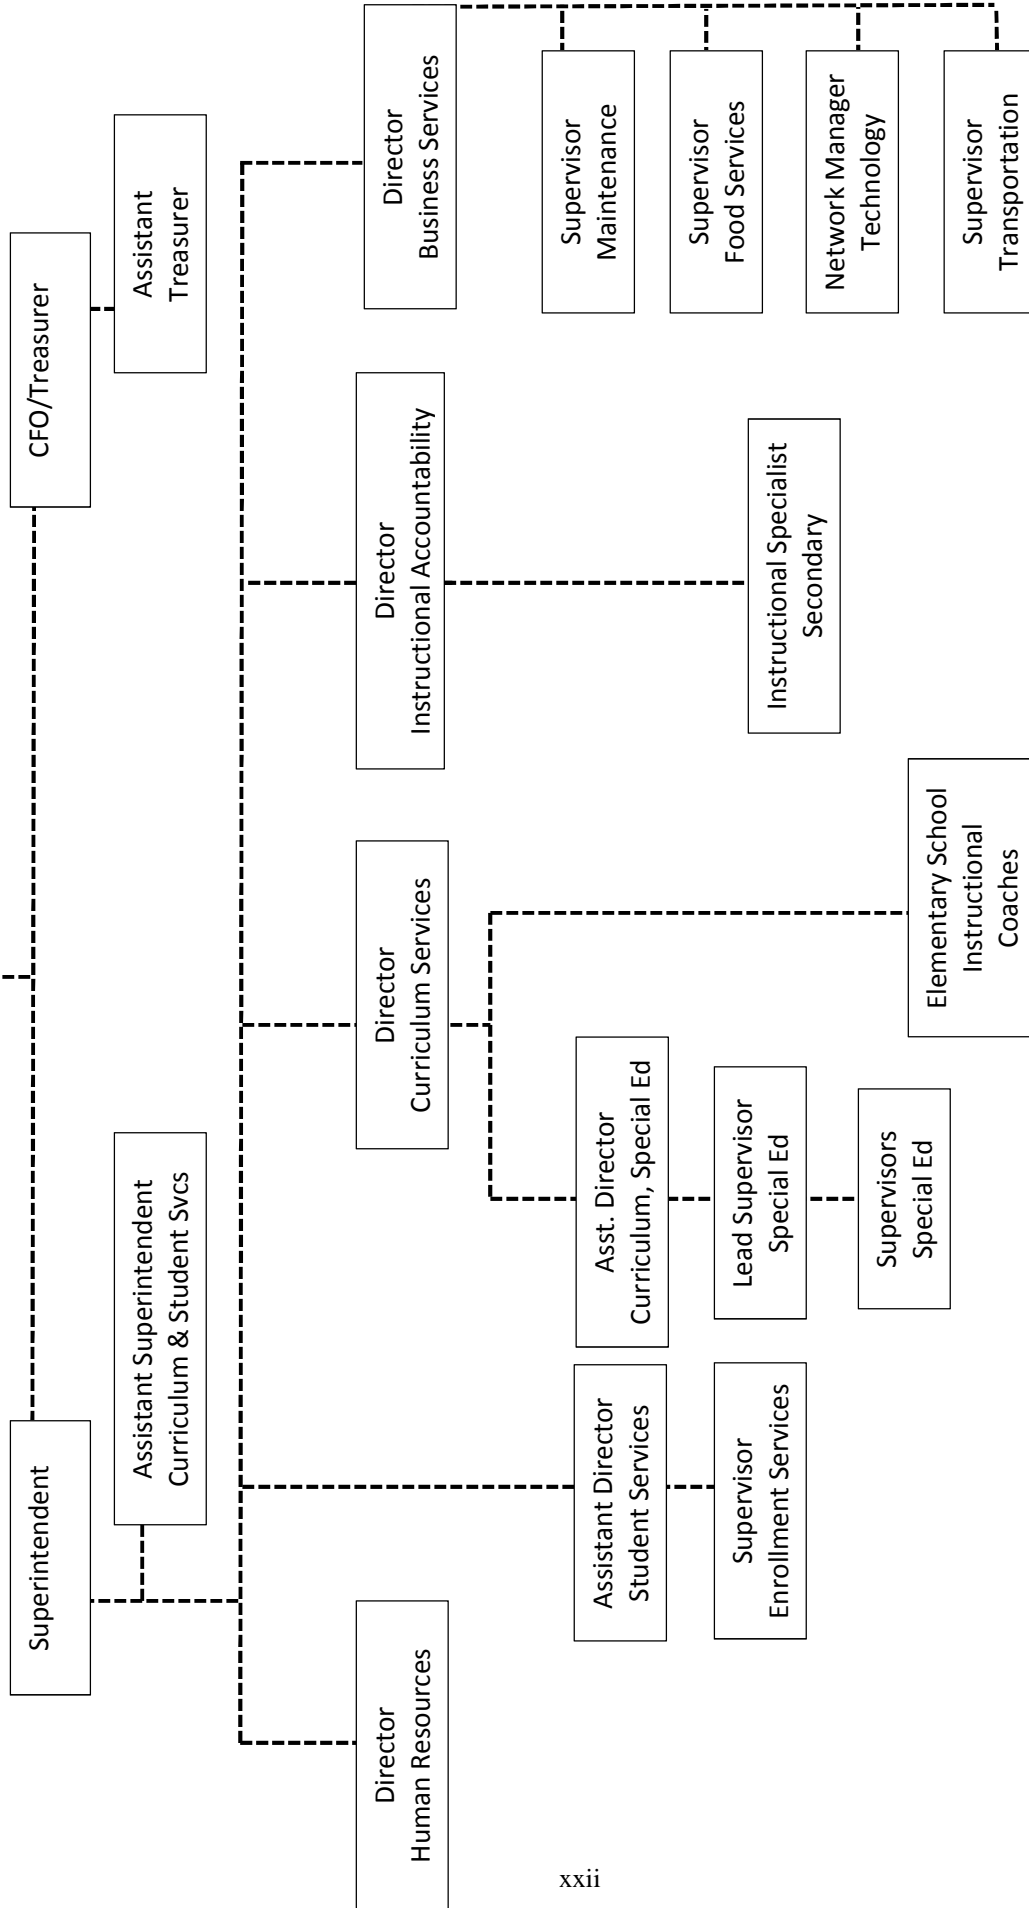 Superintendent
CFO/Treasurer
Assistant Superintendent
Curriculum & Student Svcs
Assistant
Treasurer
Director
Human Resources
Director
Curriculum Services
Director
Instructional Accountability
Director
Business Services
Assistant Director
Student Services
Asst. Director
Curriculum, Special Ed
Supervisor
Maintenance
Supervisor
Enrollment Services
Lead Supervisor
Special Ed
Instructional Specialist
Secondary
Supervisor
Food Services
Supervisors
Special Ed
Network Manager
Technology
Elementary School
Instructional
Coaches
Supervisor
Transportation
xxii